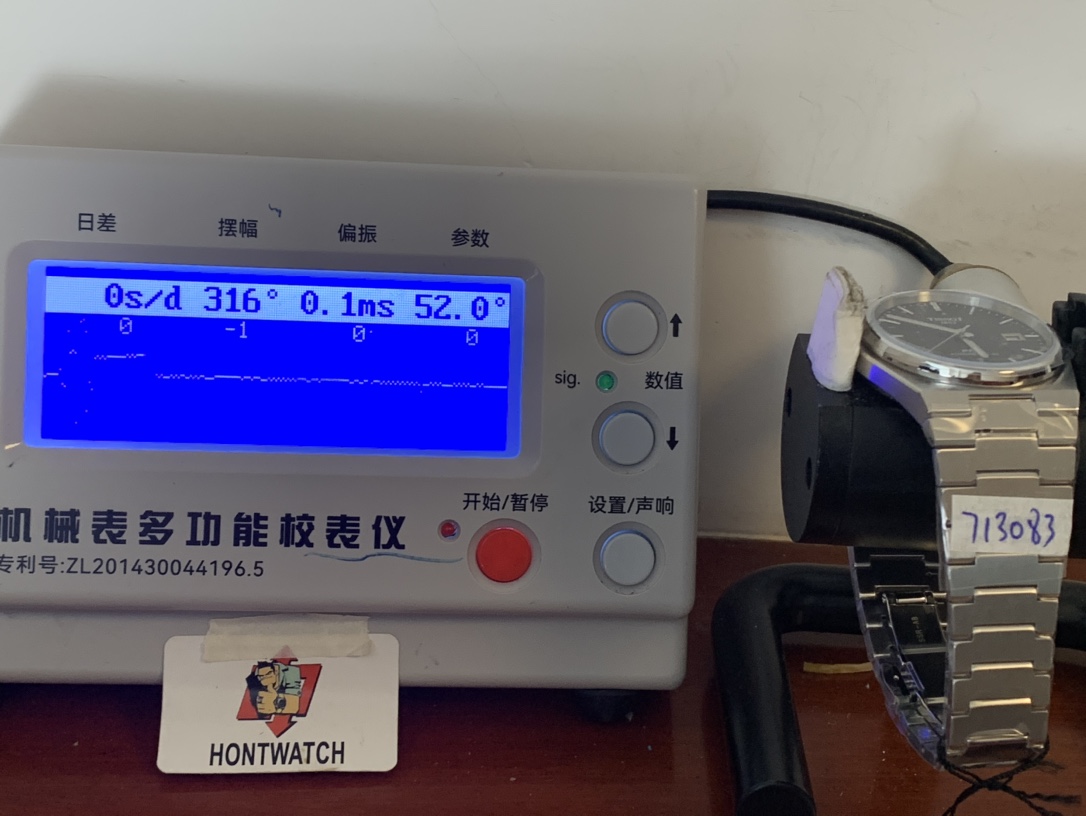 日差 摆幅 偏振 参数
0s/d 316° 0.1ms 52.0°
0 -1 0 0
sig. 数值
开始/暂停 设置/声响
机械表多功能校表仪
专利号:ZL201430044196.5
HONTWATCH
TISSOT
713083